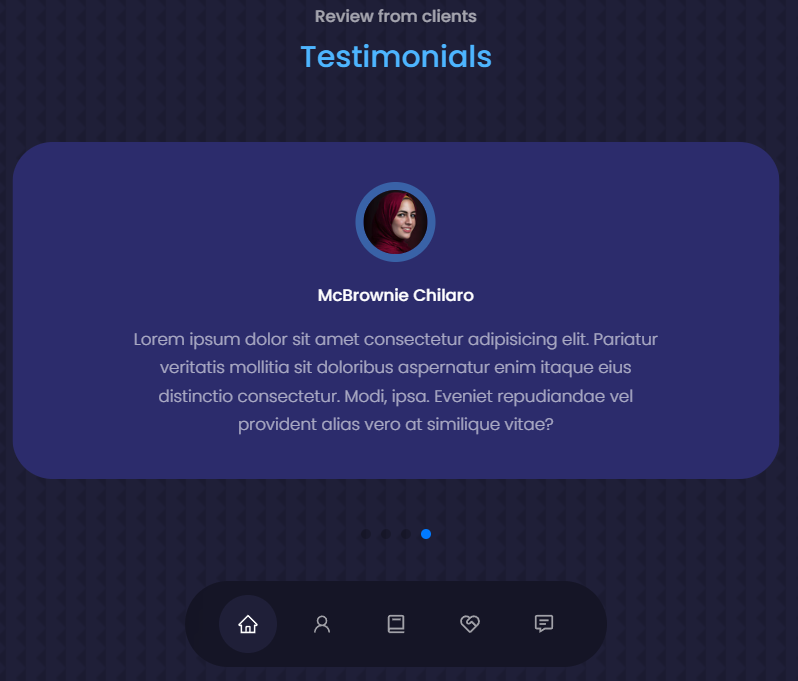 Review from clients
Testimonials
McBrownie Chilaro
Lorem ipsum dolor sit amet consectetur adipisicing elit. Pariatur
veritatis mollitia sit doloribus aspernatur enim itaque eius
distinctio consectetur. Modi, ipsa. Eveniet repudiandae vel
provident alias vero at similique vitae?